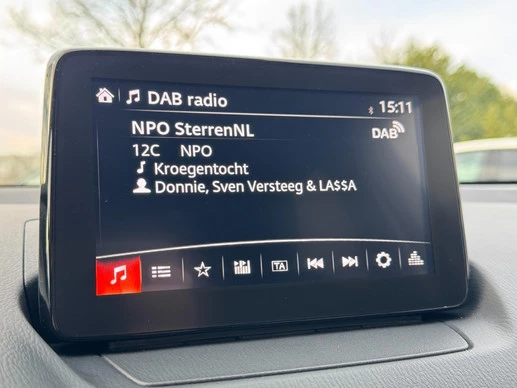 DAB radio
15:11
NPO SterrenNL
DAB
12C NPO
Kroegentocht
Donnie, Sven Versteeg & LA$$A
TA